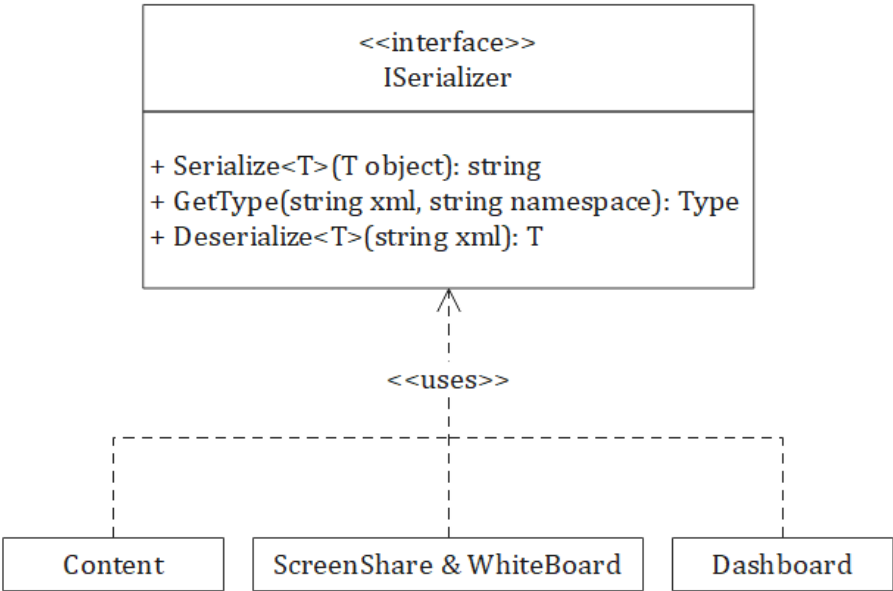 <<interface>>
ISerializer
+ Serialize<T>(T object): string
+ GetType(string xml, string namespace): Type
+ Deserialize<T>(string xml): T
<<uses>>
Content
ScreenShare & WhiteBoard
Dashboard